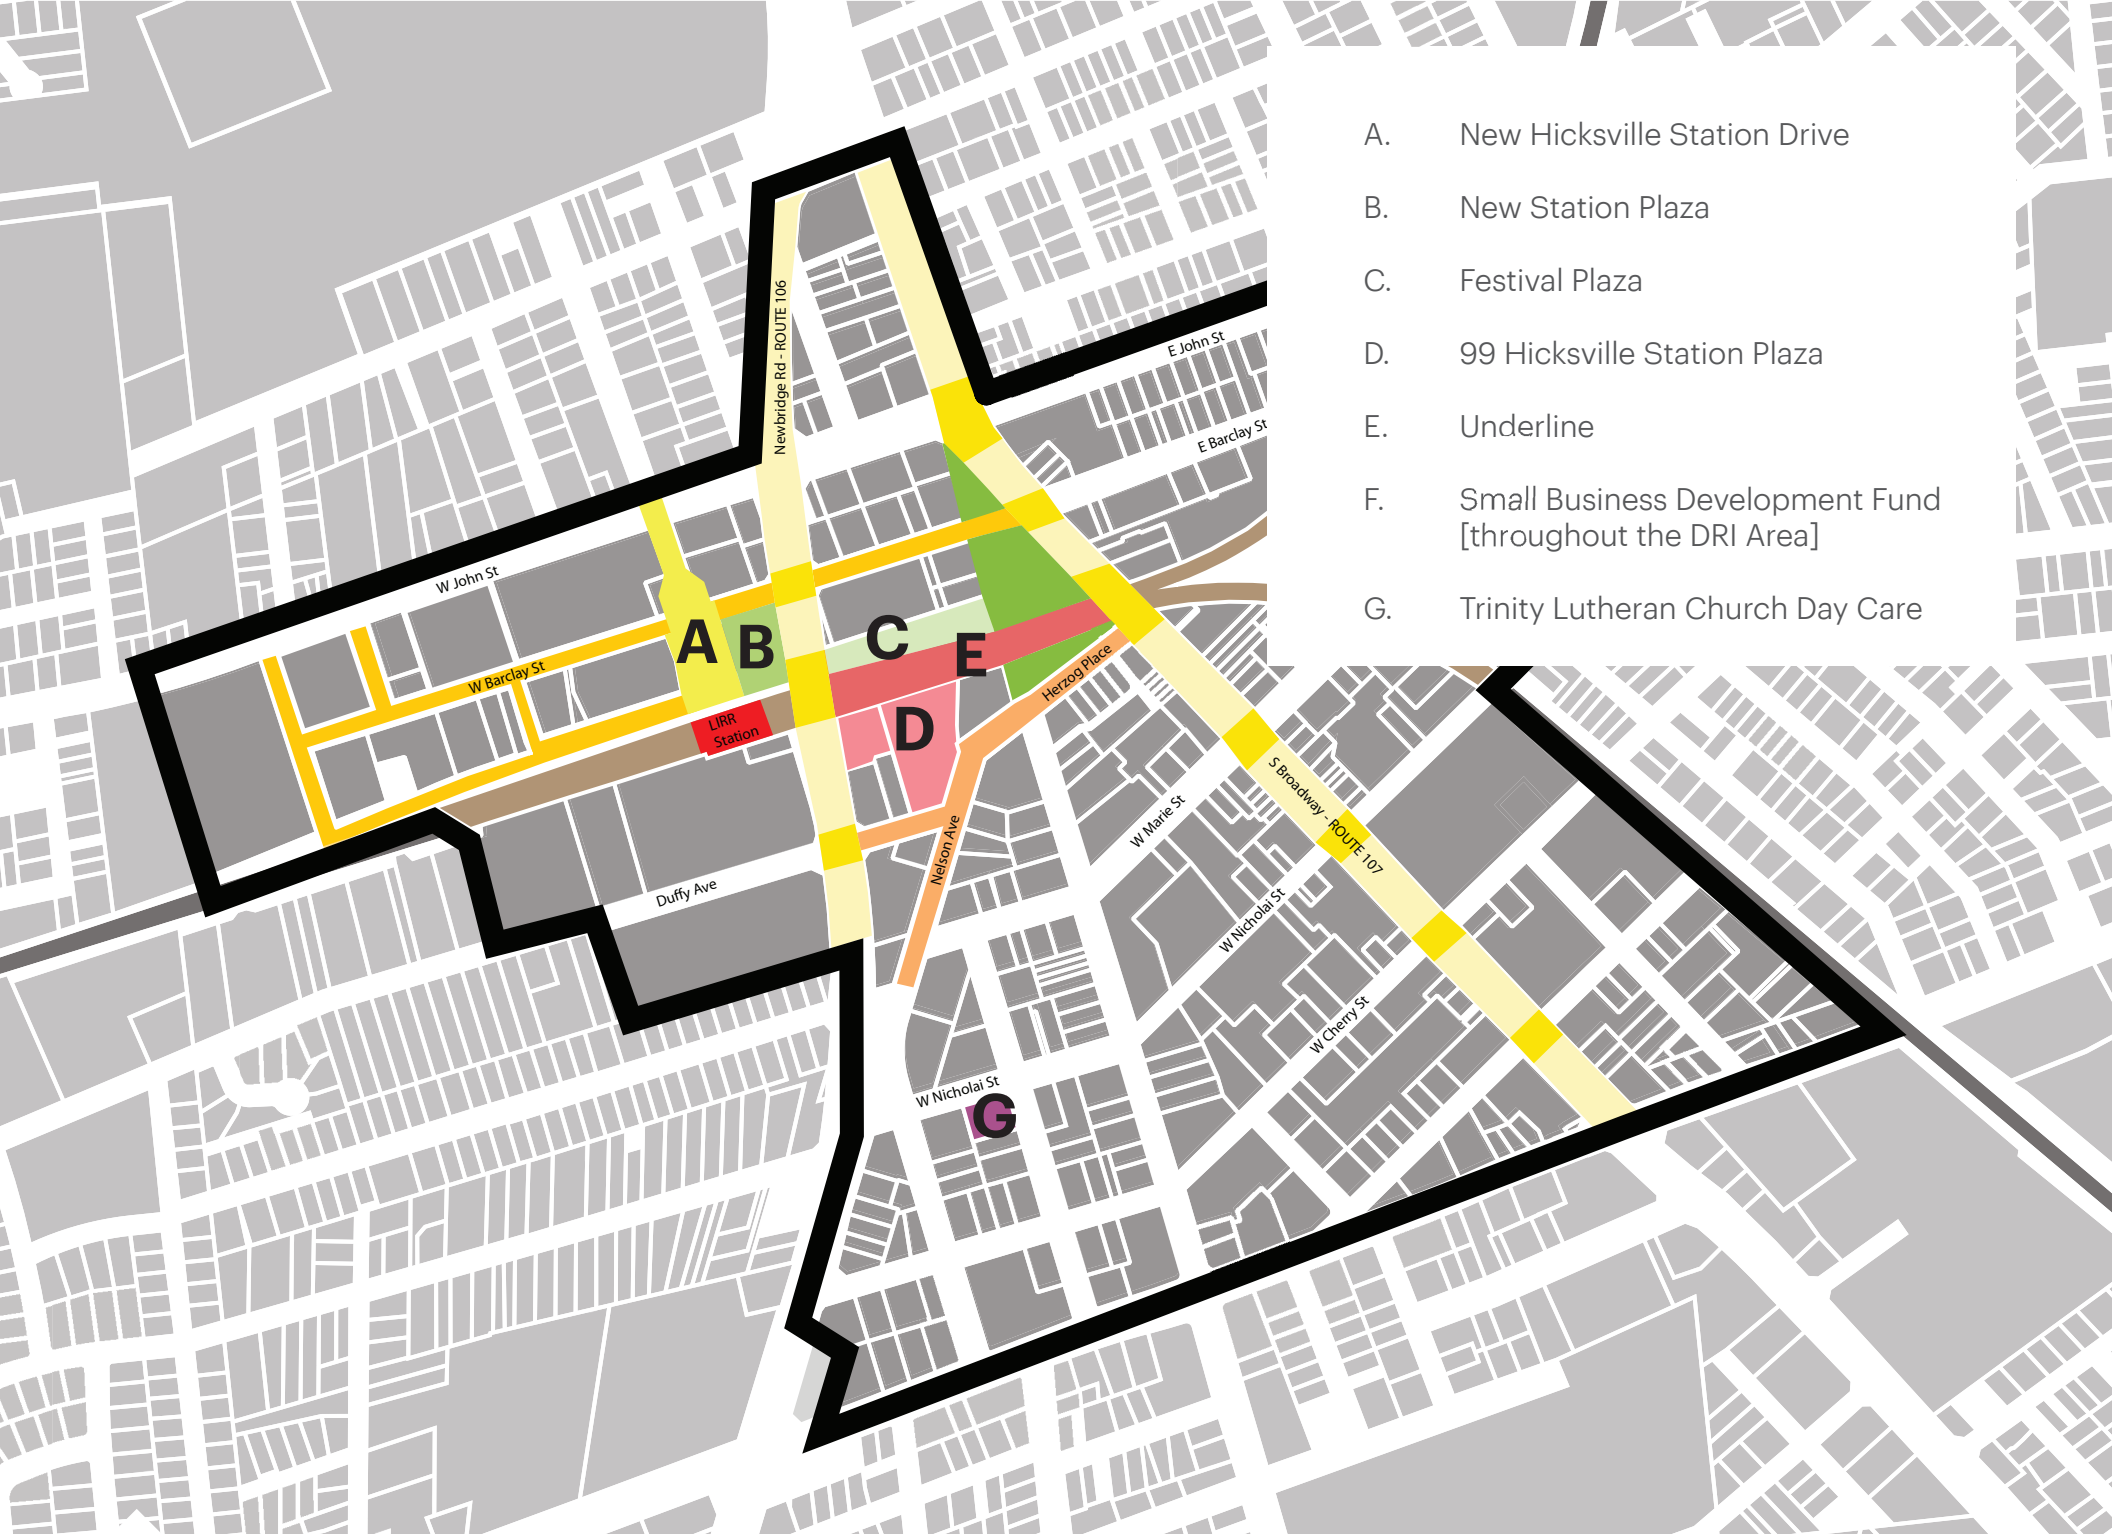 A. New Hicksville Station Drive
B. New Station Plaza
C. Festival Plaza
D. 99 Hicksville Station Plaza
E. Underline
F. Small Business Development Fund
[throughout the DRI Area]
G. Trinity Lutheran Church Day Care
Newbridge Rd - ROUTE 106
E John St
E Barclay St
W John St
W Barclay St
A
B
C
E
D
LIRR
Station
Herzog Place
Nelson Ave
Duffy Ave
S Broadway - ROUTE 107
W Marie St
W Nicholai St
W Cherry St
W Nicholai St
G